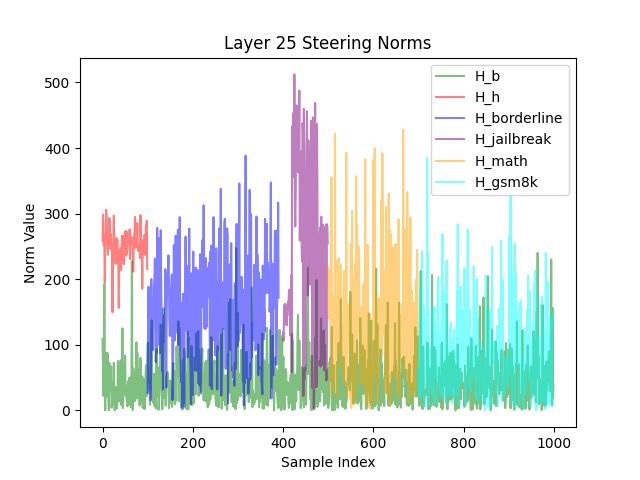 Layer 25 Steering Norms
Norm Value
500
400
300
200
100
0
0
200
400
600
800
1000
Sample Index
H_b
H_h
H_borderline
H_jailbreak
H_math
H_gsm8k